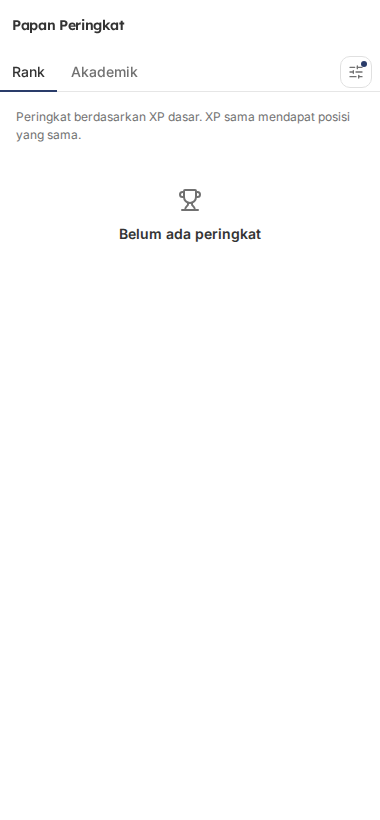 Papan Peringkat
Rank
Akademik
Peringkat berdasarkan XP dasar. XP sama mendapat posisi
yang sama.
Belum ada peringkat